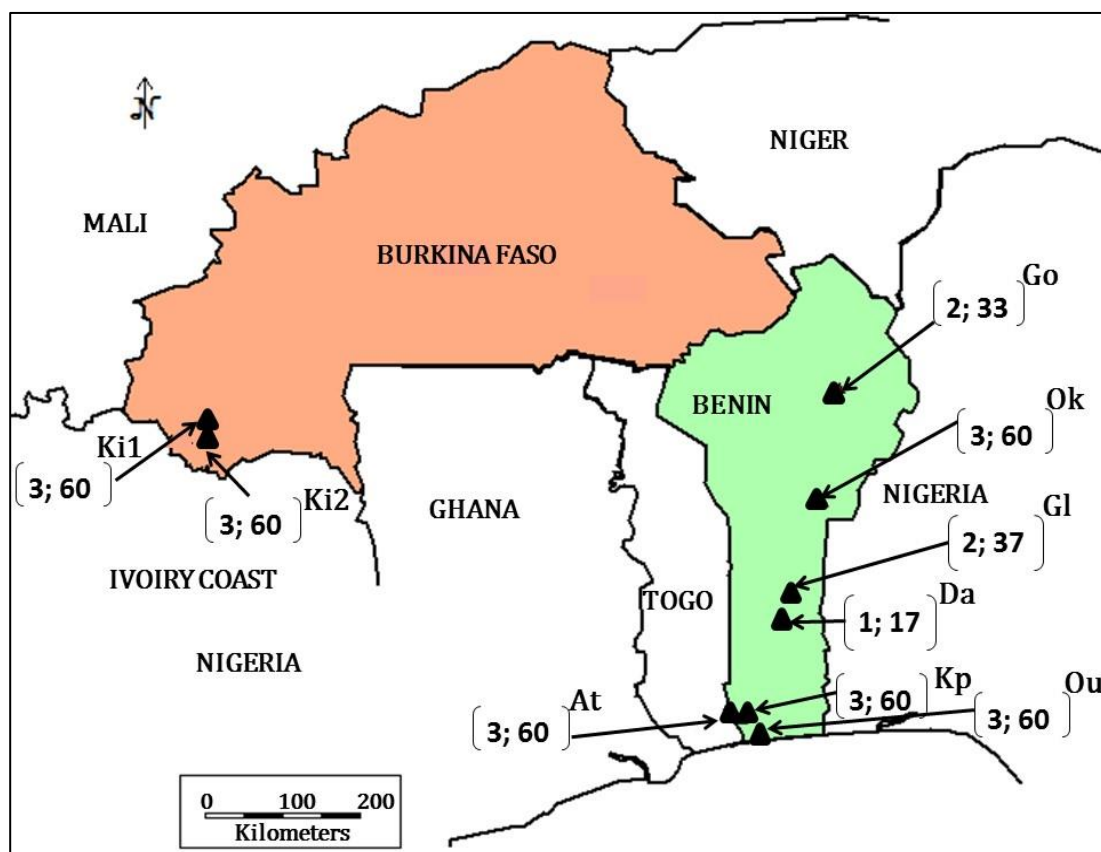 N
NIGER
MALI
BURKINA FASO
Go
[2; 33]
BENIN
Ok
[3; 60]
Ki1
[3; 60]
Ki2
[3; 60]
GHANA
NIGERIA
Gl
[2; 37]
IVOIRY COAST
TOGO
Da
[1; 17]
NIGERIA
At
[3; 60]
Kp
[3; 60]
Ou
[3; 60]
0 100 200
Kilometers